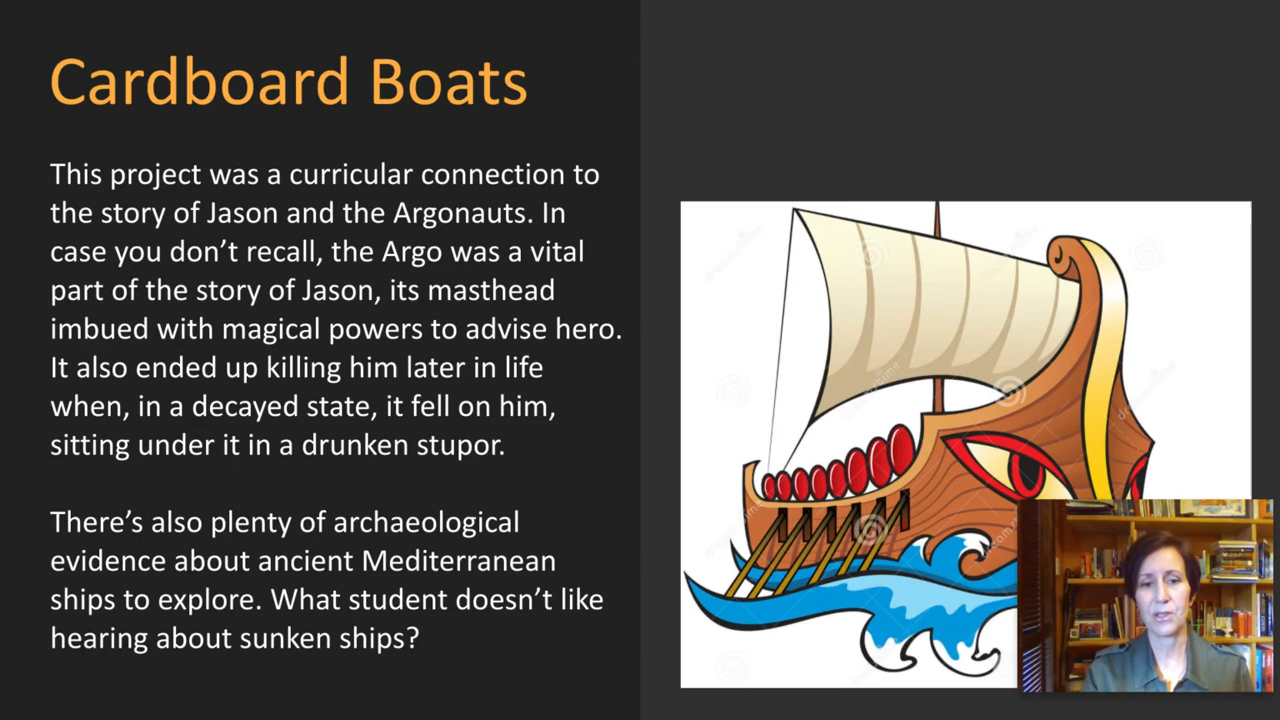 Cardboard Boats
This project was a curricular connection to
the story of Jason and the Argonauts. In
case you don’t recall, the Argo was a vital
part of the story of Jason, its masthead
imbued with magical powers to advise hero.
It also ended up killing him later in life
when, in a decayed state, it fell on him,
sitting under it in a drunken stupor.
There’s also plenty of archaeological
evidence about ancient Mediterranean
ships to explore. What student doesn’t like
hearing about sunken ships?